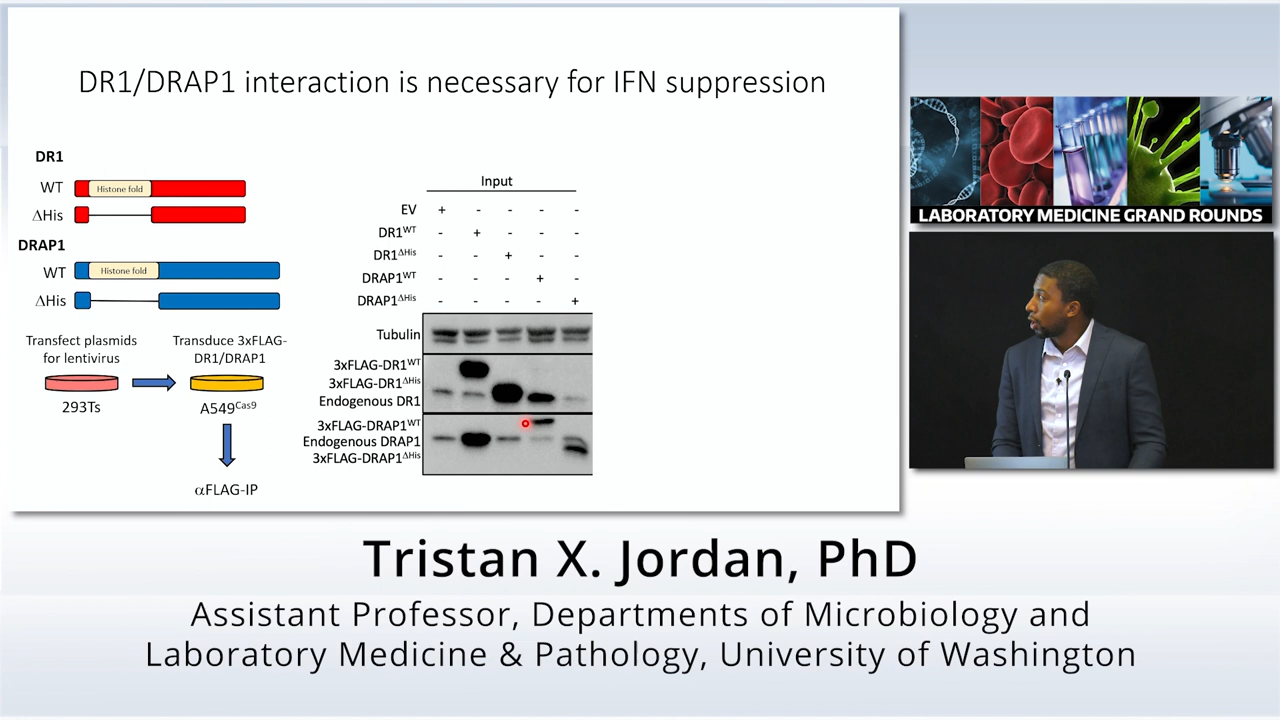 DR1/DRAP1 interaction is necessary for IFN suppression
DR1
WT
Histone fold
ΔHis
DRAP1
WT
Histone fold
ΔHis
Transfect plasmids
for lentivirus
293Ts
Transduce 3xFLAG-
DR1/DRAP1
A549Cas9
αFLAG-IP
Input
EV + - - - -
DR1WT - + - - -
DR1ΔHis - - + - -
DRAP1WT - - - + -
DRAP1ΔHis - - - - +
Tubulin
3xFLAG-DR1WT
3xFLAG-DR1ΔHis
Endogenous DR1
3xFLAG-DRAP1WT
Endogenous DRAP1
3xFLAG-DRAP1ΔHis
LABORATORY MEDICINE GRAND ROUNDS
Tristan X. Jordan, PhD
Assistant Professor, Departments of Microbiology and
Laboratory Medicine & Pathology, University of Washington